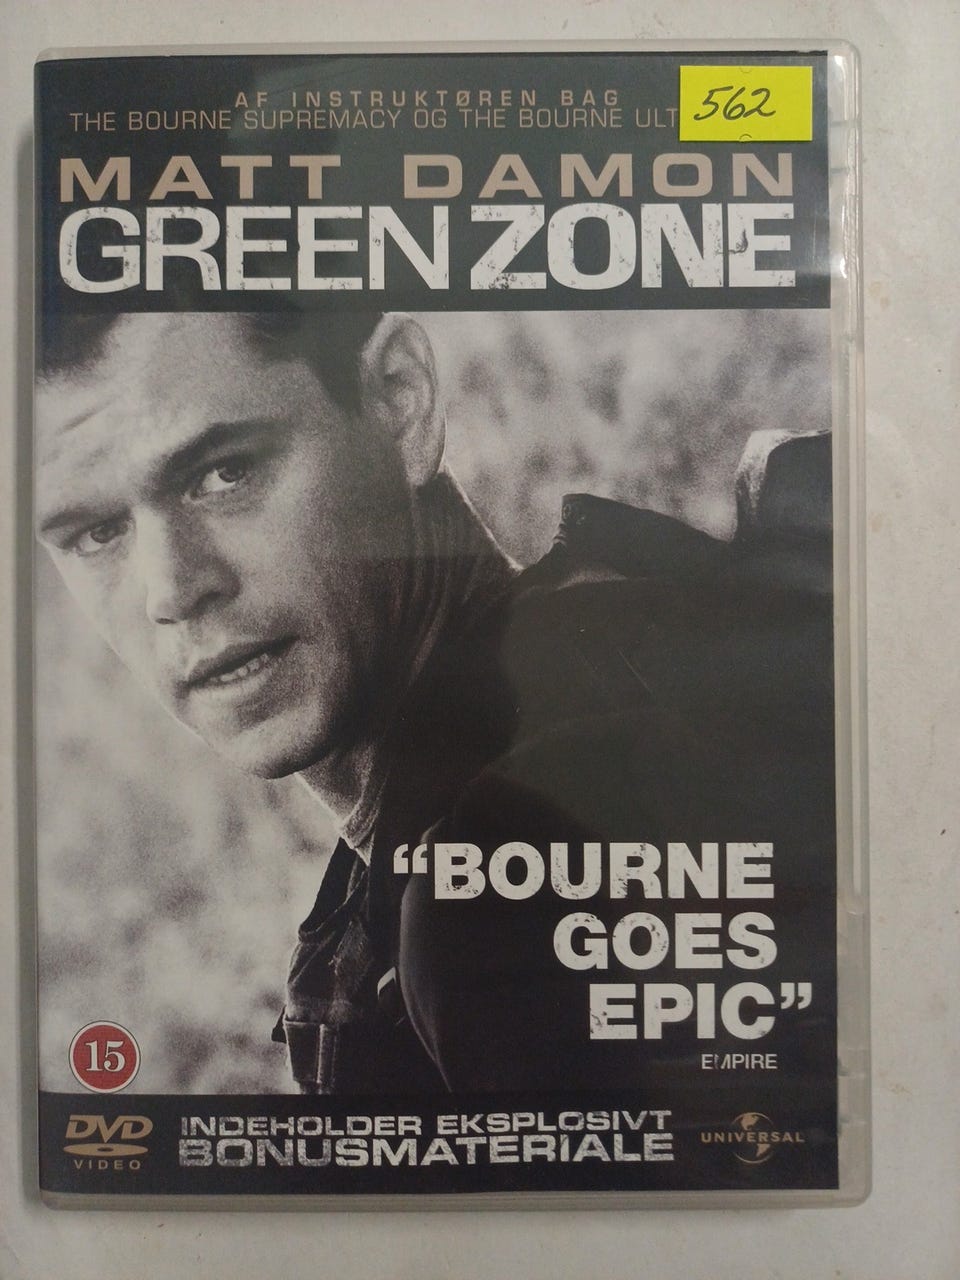 AF INSTRUKTØREN BAG
THE BOURNE SUPREMACY OG THE BOURNE ULT
562
MATT DAMON
GREEN ZONE
“BOURNE
GOES
EPIC”
EMPIRE
15
DVD
VIDEO
INDEHOLDER EKSPLOSIVT
BONUSMATERIALE
UNIVERSAL